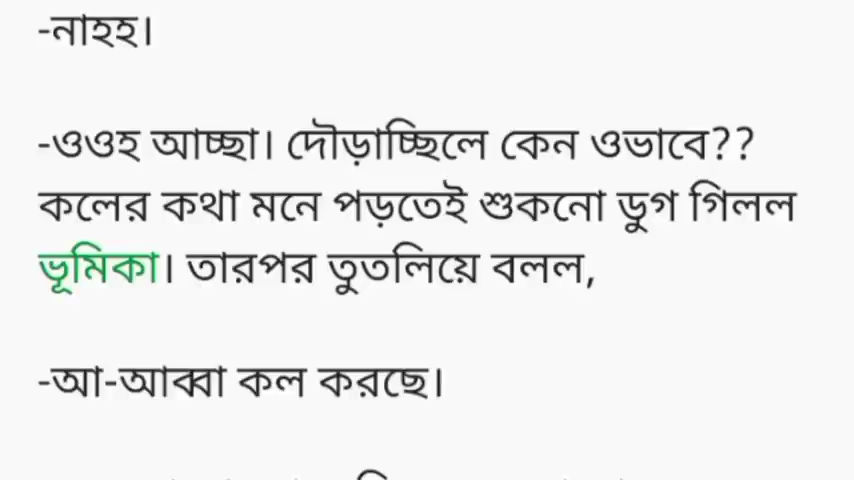 -নাহহ।
-ওওহ আচ্ছা। দৌড়াচ্ছিলে কেন ওভাবে??
কলের কথা মনে পড়তেই শুকনো ডুগ গিলল
ভূমিকা। তারপর তুতলিয়ে বলল,
-আ-আব্বা কল করছে।